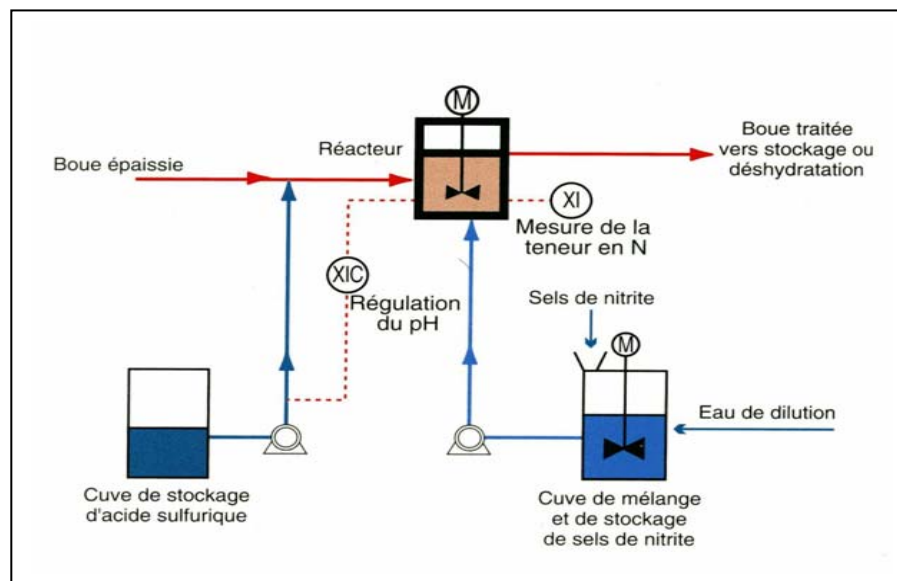 M
Réacteur
Boue traitée
vers stockage ou
déshydratation
Boue épaissie
XI
Mesure de la
teneur en N
XIC
Régulation
du pH
Sels de nitrite
M
Eau de dilution
Cuve de stockage
d'acide sulfurique
Cuve de mélange
et de stockage
de sels de nitrite